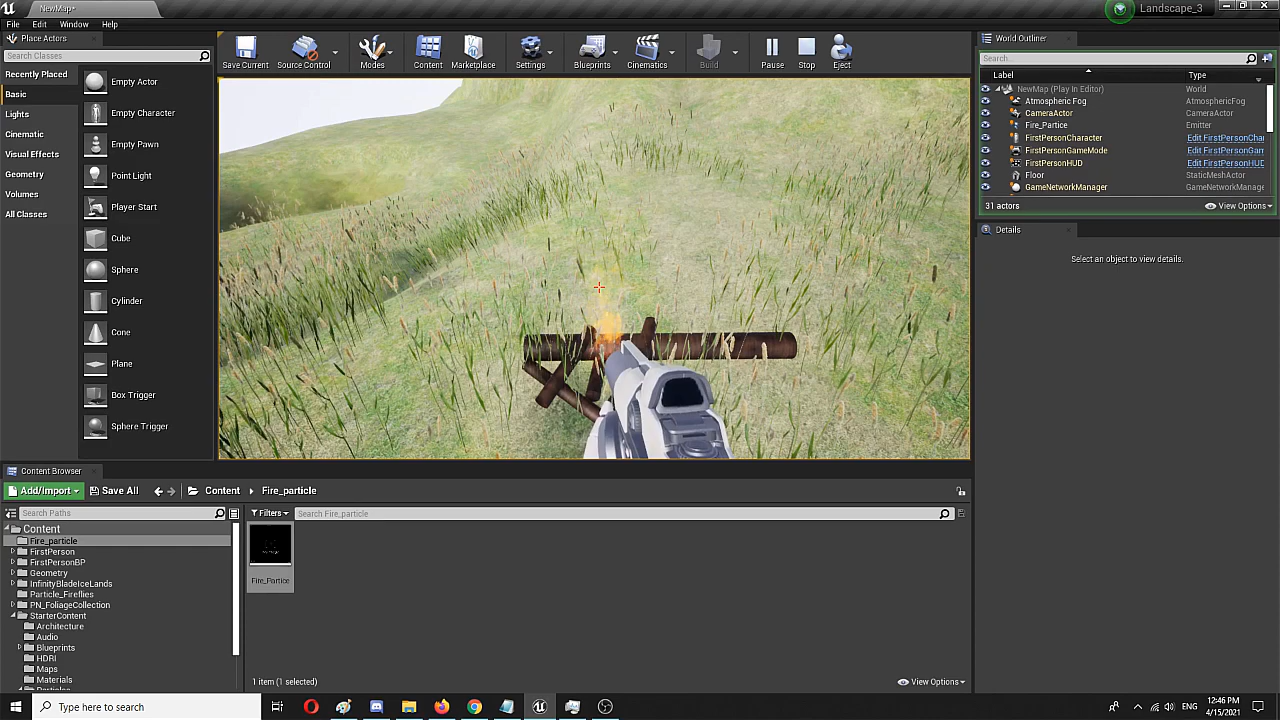 NewMap*
Landscape_3
File Edit Window Help
Place Actors
Search Classes
Recently Placed
Basic
Lights
Cinematic
Visual Effects
Geometry
Volumes
All Classes
Empty Actor
Empty Character
Empty Pawn
Point Light
Player Start
Cube
Sphere
Cylinder
Cone
Plane
Box Trigger
Sphere Trigger
Save Current Source Control Modes Content Marketplace Settings Blueprints Cinematics Build Pause Stop Eject
World Outliner
Search...
Label Type
NewMap (Play In Editor) World
Atmospheric Fog AtmosphericFog
CameraActor CameraActor
Fire_Partice Emitter
FirstPersonCharacter Edit FirstPersonCha
FirstPersonGameMode Edit FirstPersonGam
FirstPersonHUD Edit FirstPersonHUD
Floor StaticMeshActor
GameNetworkManager GameNetworkManage
31 actors View Options
Details
Select an object to view details.
Content Browser
Add/Import Save All Content Fire_particle
Search Paths
Filters Search Fire_particle
Content
Fire_particle
FirstPerson
FirstPersonBP
Geometry
InfinityBladeIceLands
Particle_Fireflies
PN_FoliageCollection
StarterContent
Architecture
Audio
Blueprints
HDRI
Maps
Materials
Particles
Fire_Partice
1 item (1 selected) View Options
Type here to search
ENG
12:46 PM
4/15/2021